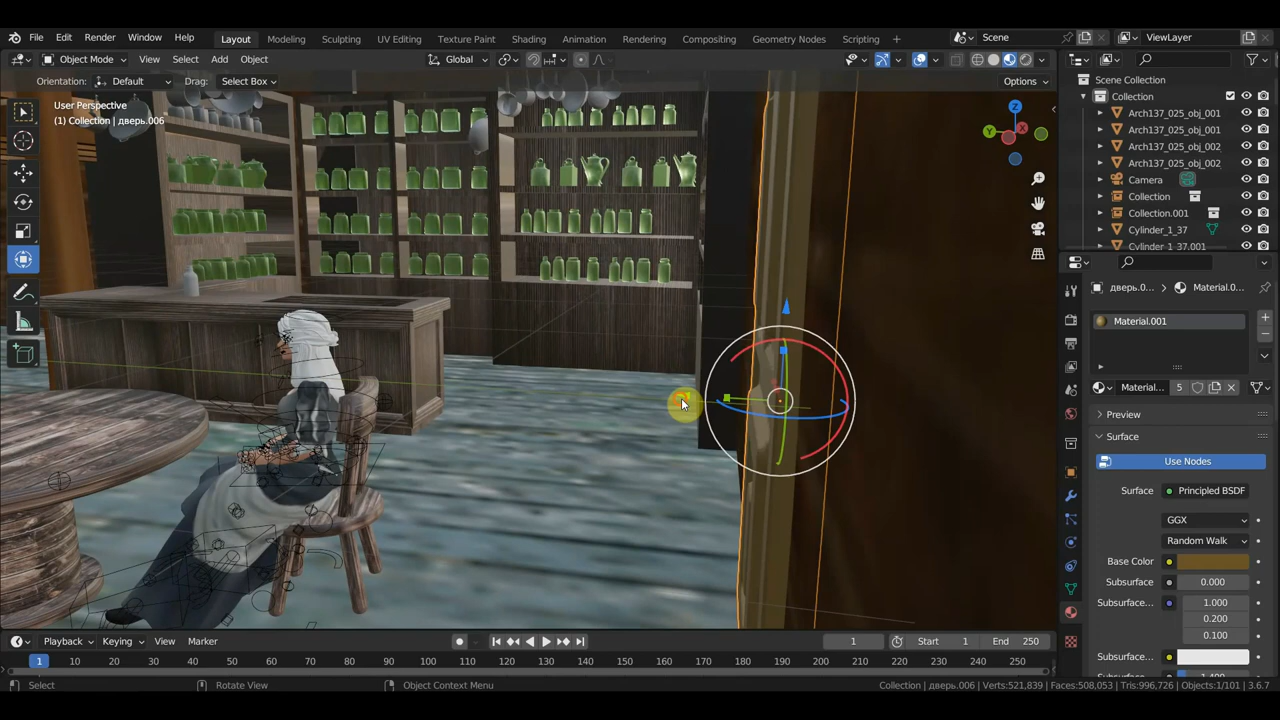 File Edit Render Window Help Layout Modeling Sculpting UV Editing Texture Paint Shading Animation Rendering Compositing Geometry Nodes Scripting + Scene ViewLayer
Object Mode View Select Add Object Global
Orientation: Default Drag: Select Box Options
User Perspective
(1) Collection | дверь.006
Z
Y
X
Scene Collection
Collection
Arch137_025_obj_001
Arch137_025_obj_001
Arch137_025_obj_002
Arch137_025_obj_002
Camera
Collection
Collection.001
Cylinder_1_37
Cylinder_1_37.001
дверь.0... Material.0...
Material.001
Material... 5
Preview
Surface
Use Nodes
Surface Principled BSDF
GGX
Random Walk
Base Color
Subsurface 0.000
Subsurface... 1.000
0.200
0.100
Subsurface...
Playback Keying View Marker 1 Start 1 End 250
1 10 20 30 40 50 60 70 80 90 100 110 120 130 140 150 160 170 180 190 200 210 220 230 240 250
Select Rotate View Object Context Menu Collection | дверь.006 | Verts:521,839 | Faces:508,053 | Tris:996,726 | Objects:1/101 | 3.6.7